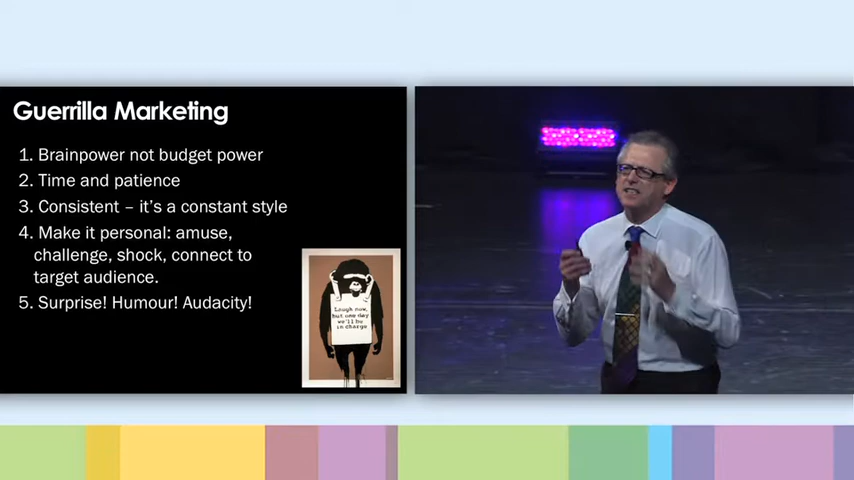 Guerrilla Marketing
1. Brainpower not budget power
2. Time and patience
3. Consistent – it's a constant style
4. Make it personal: amuse,
challenge, shock, connect to
target audience.
5. Surprise! Humour! Audacity!
Laugh now,
but one day
we'll be
in charge